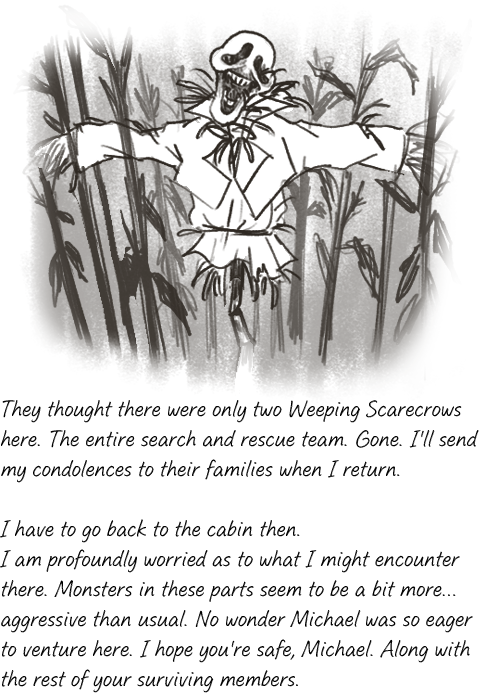 They thought there were only two Weeping Scarecrows
here. The entire search and rescue team. Gone. I'll send
my condolences to their families when I return.

I have to go back to the cabin then.
I am profoundly worried as to what I might encounter
there. Monsters in these parts seem to be a bit more...
aggressive than usual. No wonder Michael was so eager
to venture here. I hope you're safe, Michael. Along with
the rest of your surviving members.